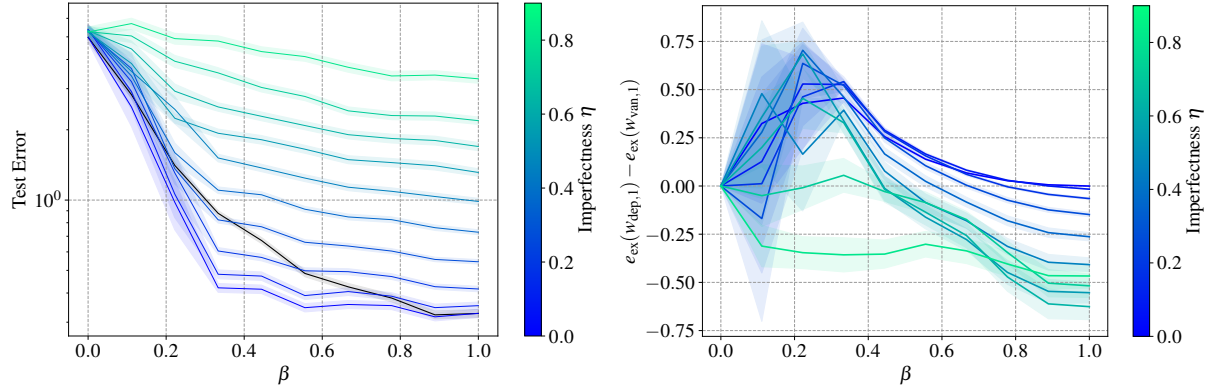 Test Error
10⁰
0.0 0.2 0.4 0.6 0.8 1.0
β
0.8
0.6
0.4
0.2
0.0
Imperfectness η
e_ex(w_dep,1) − e_ex(w_van,1)
0.75
0.50
0.25
0.00
−0.25
−0.50
−0.75
0.0 0.2 0.4 0.6 0.8 1.0
β
0.8
0.6
0.4
0.2
0.0
Imperfectness η